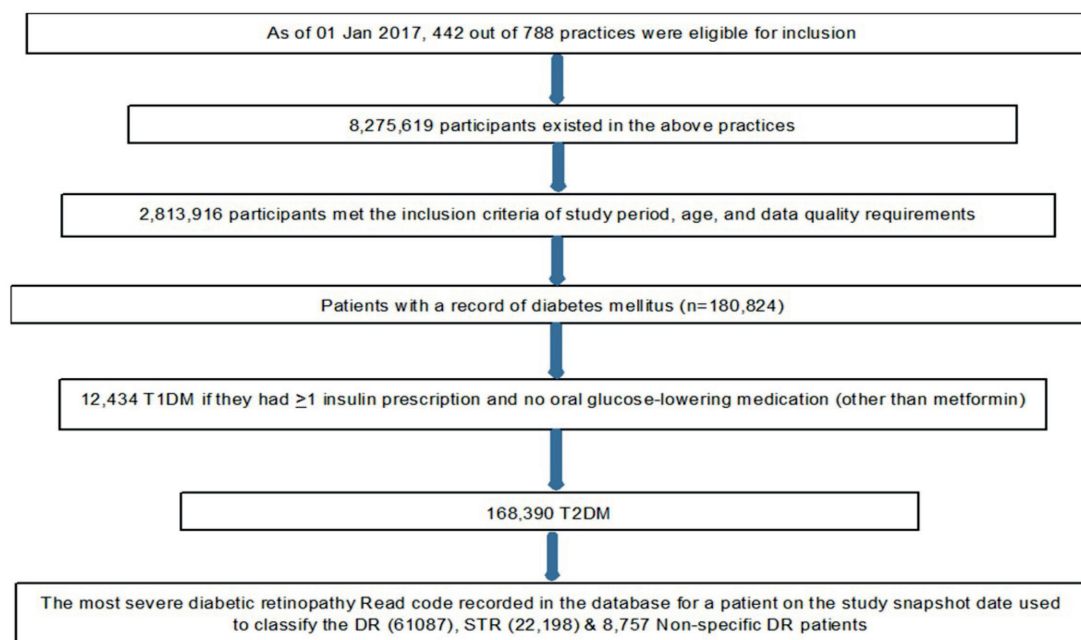 As of 01 Jan 2017, 442 out of 788 practices were eligible for inclusion
8,275,619 participants existed in the above practices
2,813,916 participants met the inclusion criteria of study period, age, and data quality requirements
Patients with a record of diabetes mellitus (n=180,824)
12,434 T1DM if they had ≥1 insulin prescription and no oral glucose-lowering medication (other than metformin)
168,390 T2DM
The most severe diabetic retinopathy Read code recorded in the database for a patient on the study snapshot date used
to classify the DR (61087), STR (22,198) & 8,757 Non-specific DR patients